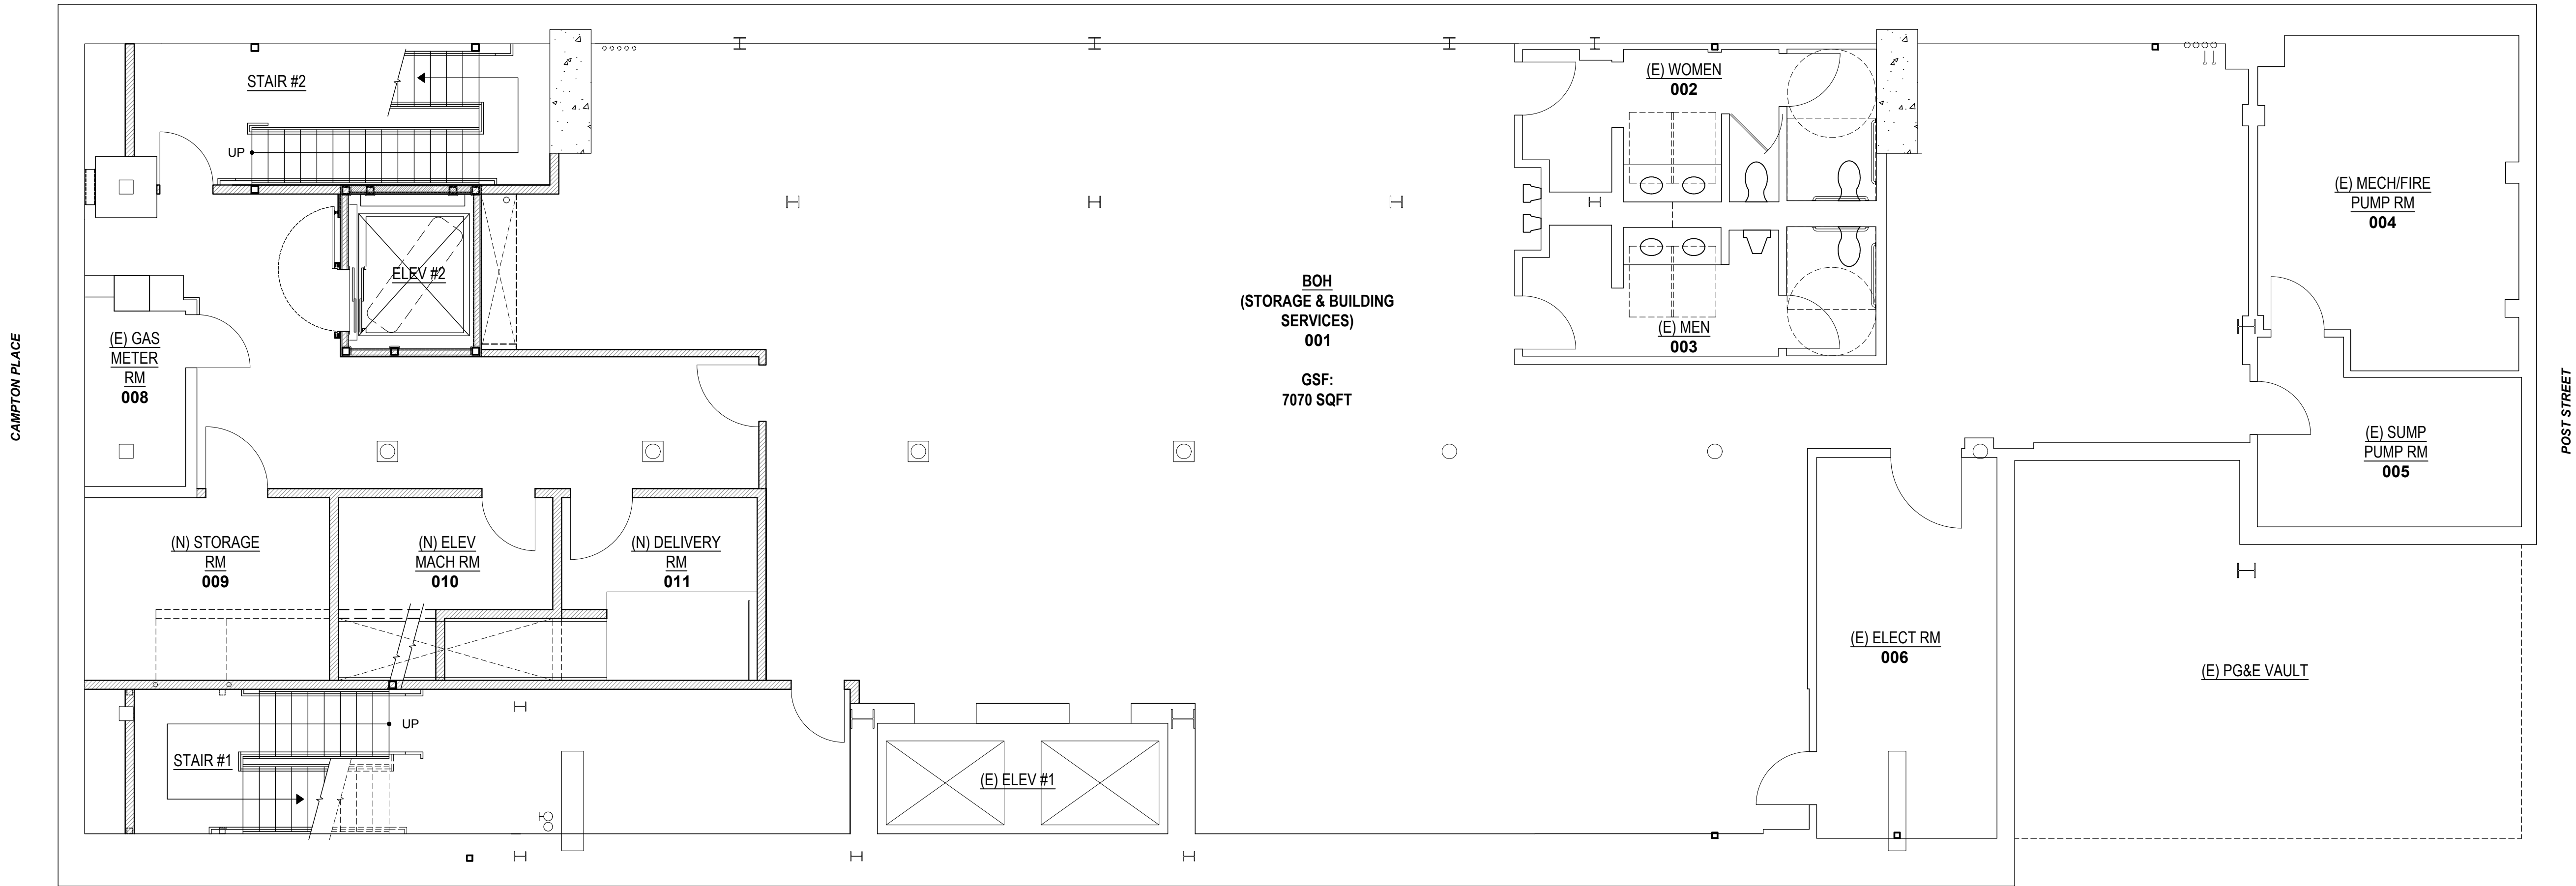 STAIR #2
UP
ELEV #2
CAMPTON PLACE
(E) GAS
METER
RM
008
(N) STORAGE
RM
009
(N) ELEV
MACH RM
010
(N) DELIVERY
RM
011
UP
STAIR #1
(E) ELEV #1
BOH
(STORAGE & BUILDING
SERVICES)
001
GSF:
7070 SQFT
(E) WOMEN
002
(E) MEN
003
(E) MECH/FIRE
PUMP RM
004
(E) SUMP
PUMP RM
005
(E) ELECT RM
006
(E) PG&E VAULT
POST STREET